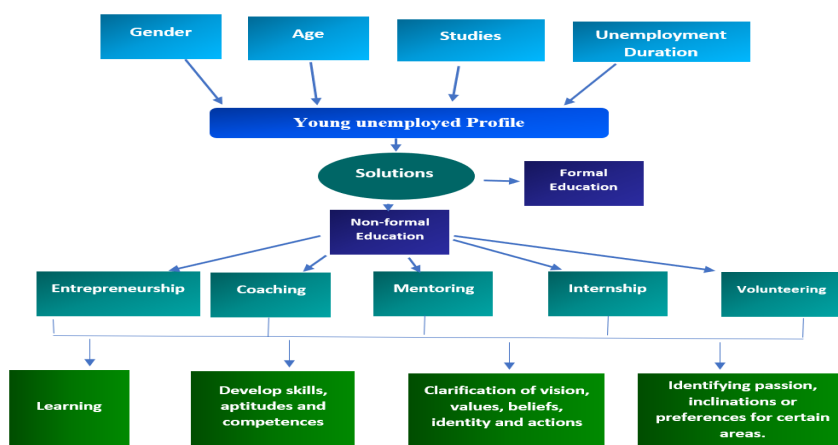 Gender
Age
Studies
Unemployment
Duration
Young unemployed Profile
Solutions
Formal
Education
Non-formal
Education
Entrepreneurship
Coaching
Mentoring
Internship
Volunteering
Learning
Develop skills,
aptitudes and
competences
Clarification of vision,
values, beliefs,
identity and actions
Identifying passion,
inclinations or
preferences for certain
areas.